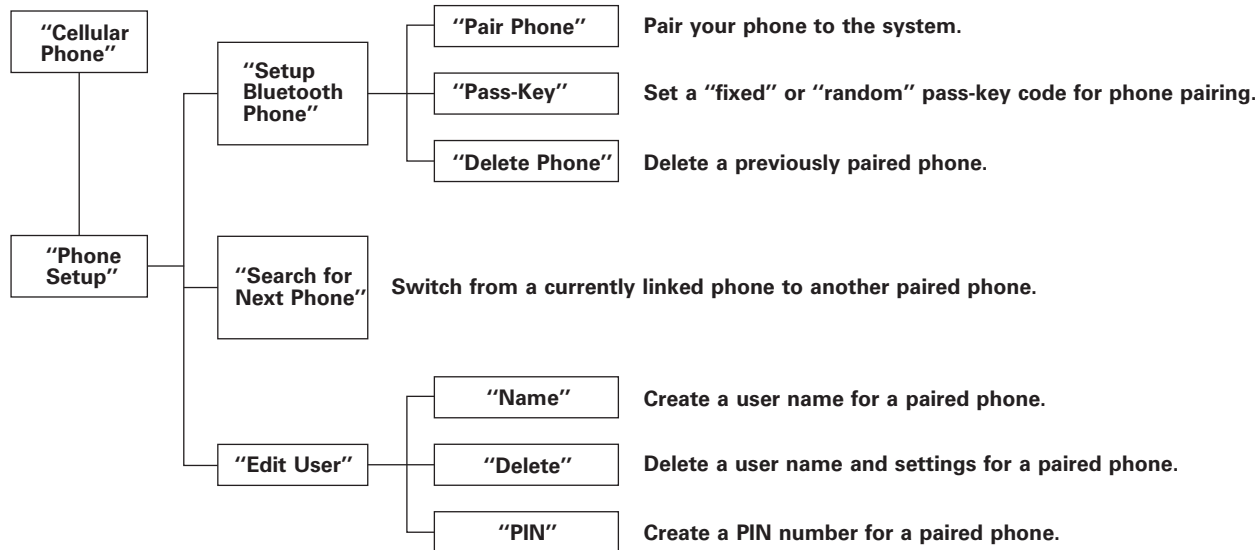 “Cellular
Phone”
“Phone
Setup”
“Setup
Bluetooth
Phone”
“Pair Phone”
Pair your phone to the system.
“Pass-Key”
Set a “fixed” or “random” pass-key code for phone pairing.
“Delete Phone”
Delete a previously paired phone.
“Search for
Next Phone”
Switch from a currently linked phone to another paired phone.
“Edit User”
“Name”
Create a user name for a paired phone.
“Delete”
Delete a user name and settings for a paired phone.
“PIN”
Create a PIN number for a paired phone.